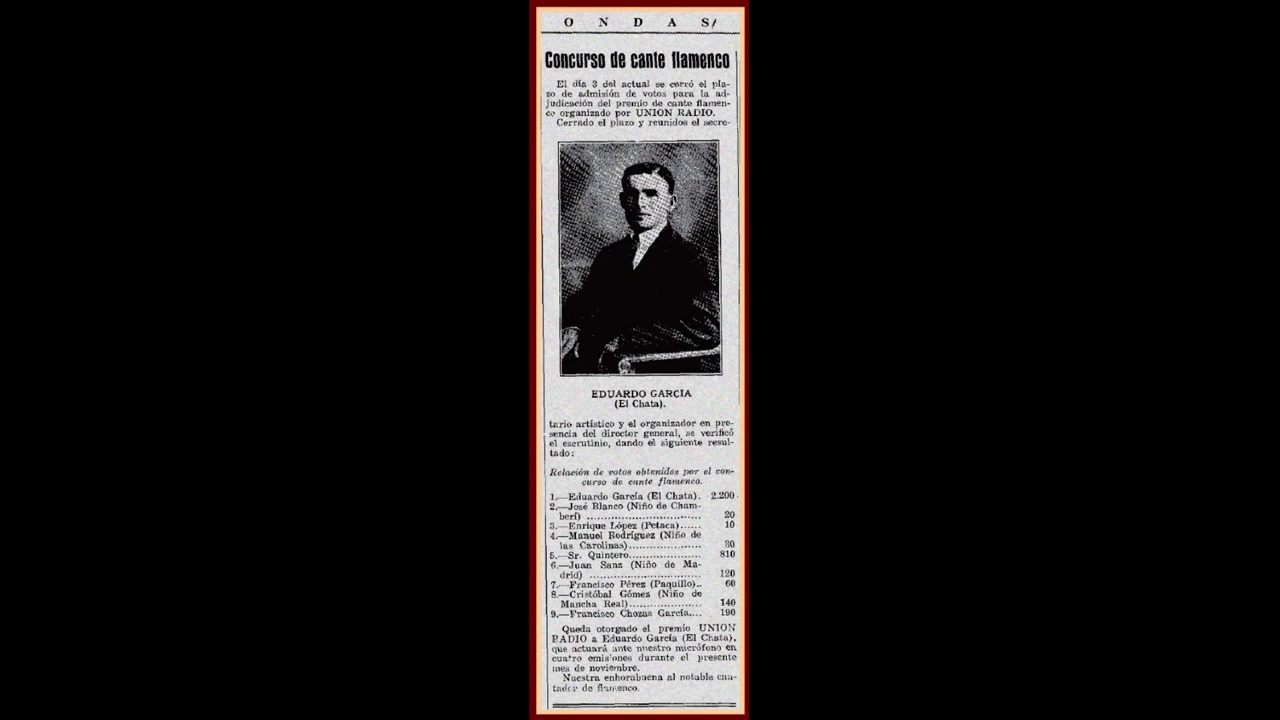 O N D A S
Concurso de cante flamenco
El día 3 del actual se cerró el pla-
zo de admisión de votos para la ad-
judicación del premio de cante flamen-
co organizado por UNION RADIO.
Cerrado el plazo y reunidos el secre-
EDUARDO GARCIA
(El Chata).
tario artístico y el organizador en pre-
sencia del director general, se verificó
el escrutinio, dando el siguiente resul-
tado:
Relación de votos obtenidos por el con-
curso de cante flamenco.
1.—Eduardo García (El Chata). 2.200
2.—José Blanco (Niño de Cham-
berí) ............................ 20
3.—Enrique López (Petaca)...... 10
4.—Manuel Rodríguez (Niño de
las Carolinas)................... 30
5.—Sr. Quintero.................... 810
6.—Juan Sanz (Niño de Ma-
drid) ............................ 120
7.—Francisco Pérez (Paquillo).. 60
8.—Cristóbal Gómez (Niño de
Mancha Real).................... 140
9.—Francisco Chozas García.... 190
Queda otorgado el premio UNION
RADIO a Eduardo García (El Chata),
que actuará ante nuestro micrófono en
cuatro emisiones durante el presente
mes de noviembre.
Nuestra enhorabuena al notable can-
tador de flamenco.